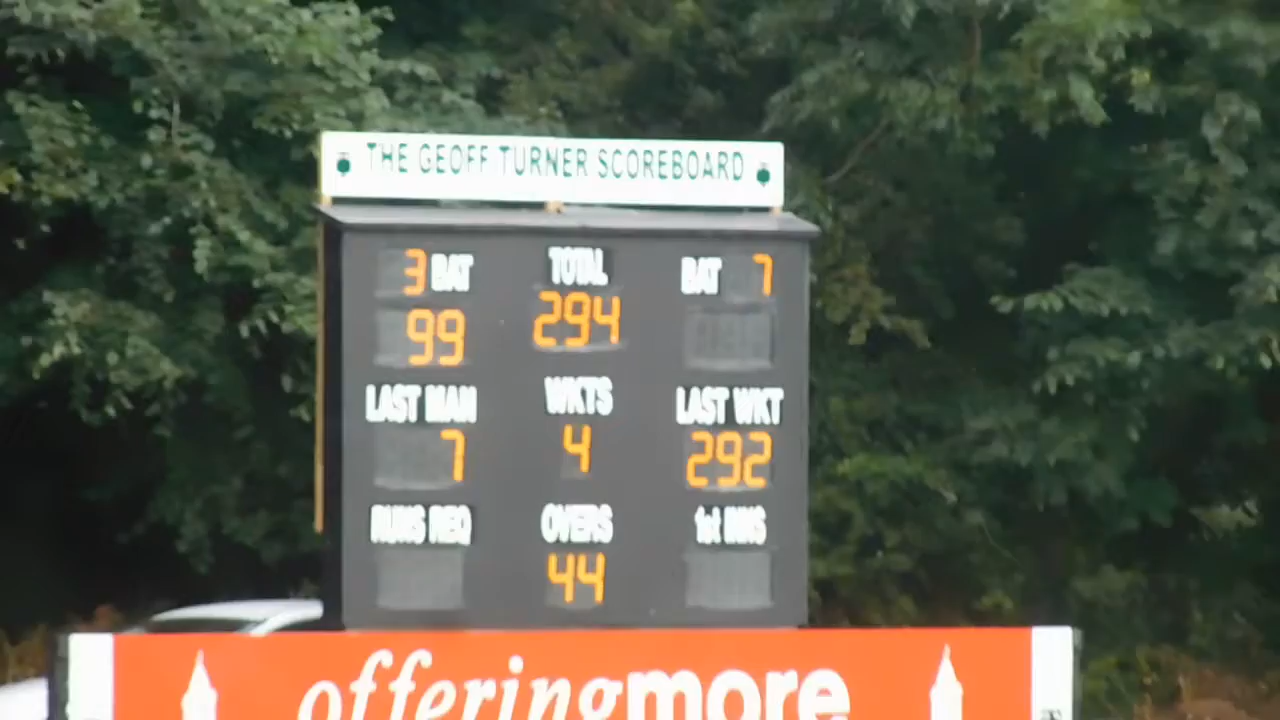 THE GEOFF TURNER SCOREBOARD
3 BAT TOTAL BAT 7
99 294
LAST MAN WKTS LAST WKT
7 4 292
RUNS REQ OVERS 1st INNS
44
offeringmore